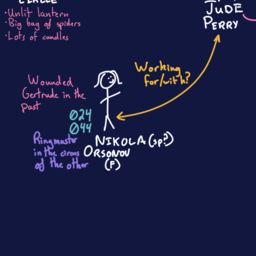 •Unlit lantern
•Big bag of spiders
•Lots of candles
JUDE
PERRY
Wounded
Gertrude in the
past
Working
for/with?
024
044
Ringmaster
in the circus
of the other
NIKOLA(sp?)
ORSONOV
(F)